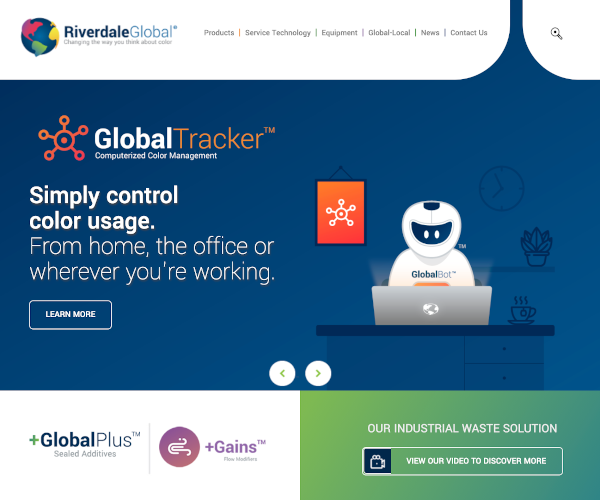 RiverdaleGlobal®
Changing the way you think about color
Products | Service Technology | Equipment | Global-Local | News | Contact Us
GlobalTracker™
Computerized Color Management
Simply control
color usage.
From home, the office or
wherever you're working.
LEARN MORE
TM
GlobalBot™
+GlobalPlus™
Sealed Additives
+Gains™
Flow Modifiers
OUR INDUSTRIAL WASTE SOLUTION
VIEW OUR VIDEO TO DISCOVER MORE